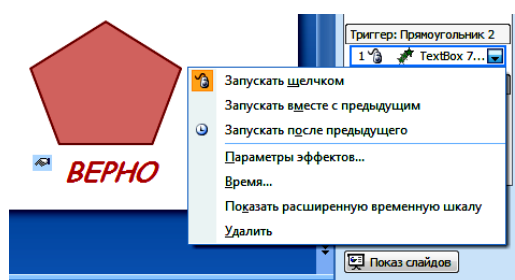 Триггер: Прямоугольник 2
1 TextBox 7...
Запускать щелчком
Запускать вместе с предыдущим
Запускать после предыдущего
Параметры эффектов...
Время...
Показать расширенную временную шкалу
Удалить
ВЕРНО
Показ слайдов